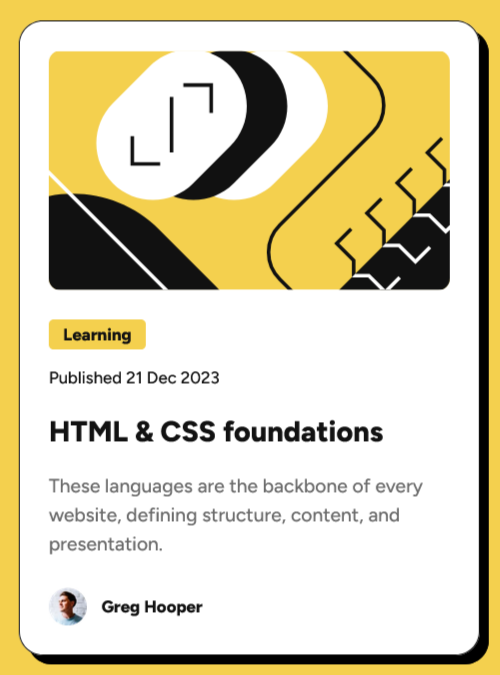 Learning
Published 21 Dec 2023
HTML & CSS foundations
These languages are the backbone of every
website, defining structure, content, and
presentation.
Greg Hooper